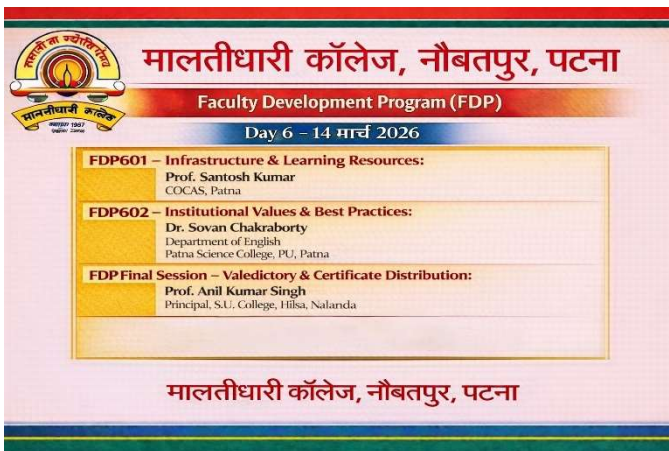 तमसो मा ज्योतिर्गमय
मालतीधारी कॉलेज, नौबतपुर, पटना
Faculty Development Program (FDP)
Day 6 – 14 मार्च 2026
FDP601 – Infrastructure & Learning Resources:
Prof. Santosh Kumar
COCAS, Patna
FDP602 – Institutional Values & Best Practices:
Dr. Sovan Chakraborty
Department of English
Patna Science College, PU, Patna
FDP Final Session – Valedictory & Certificate Distribution:
Prof. Anil Kumar Singh
Principal, S.U. College, Hilsa, Nalanda
मालतीधारी कॉलेज, नौबतपुर, पटना